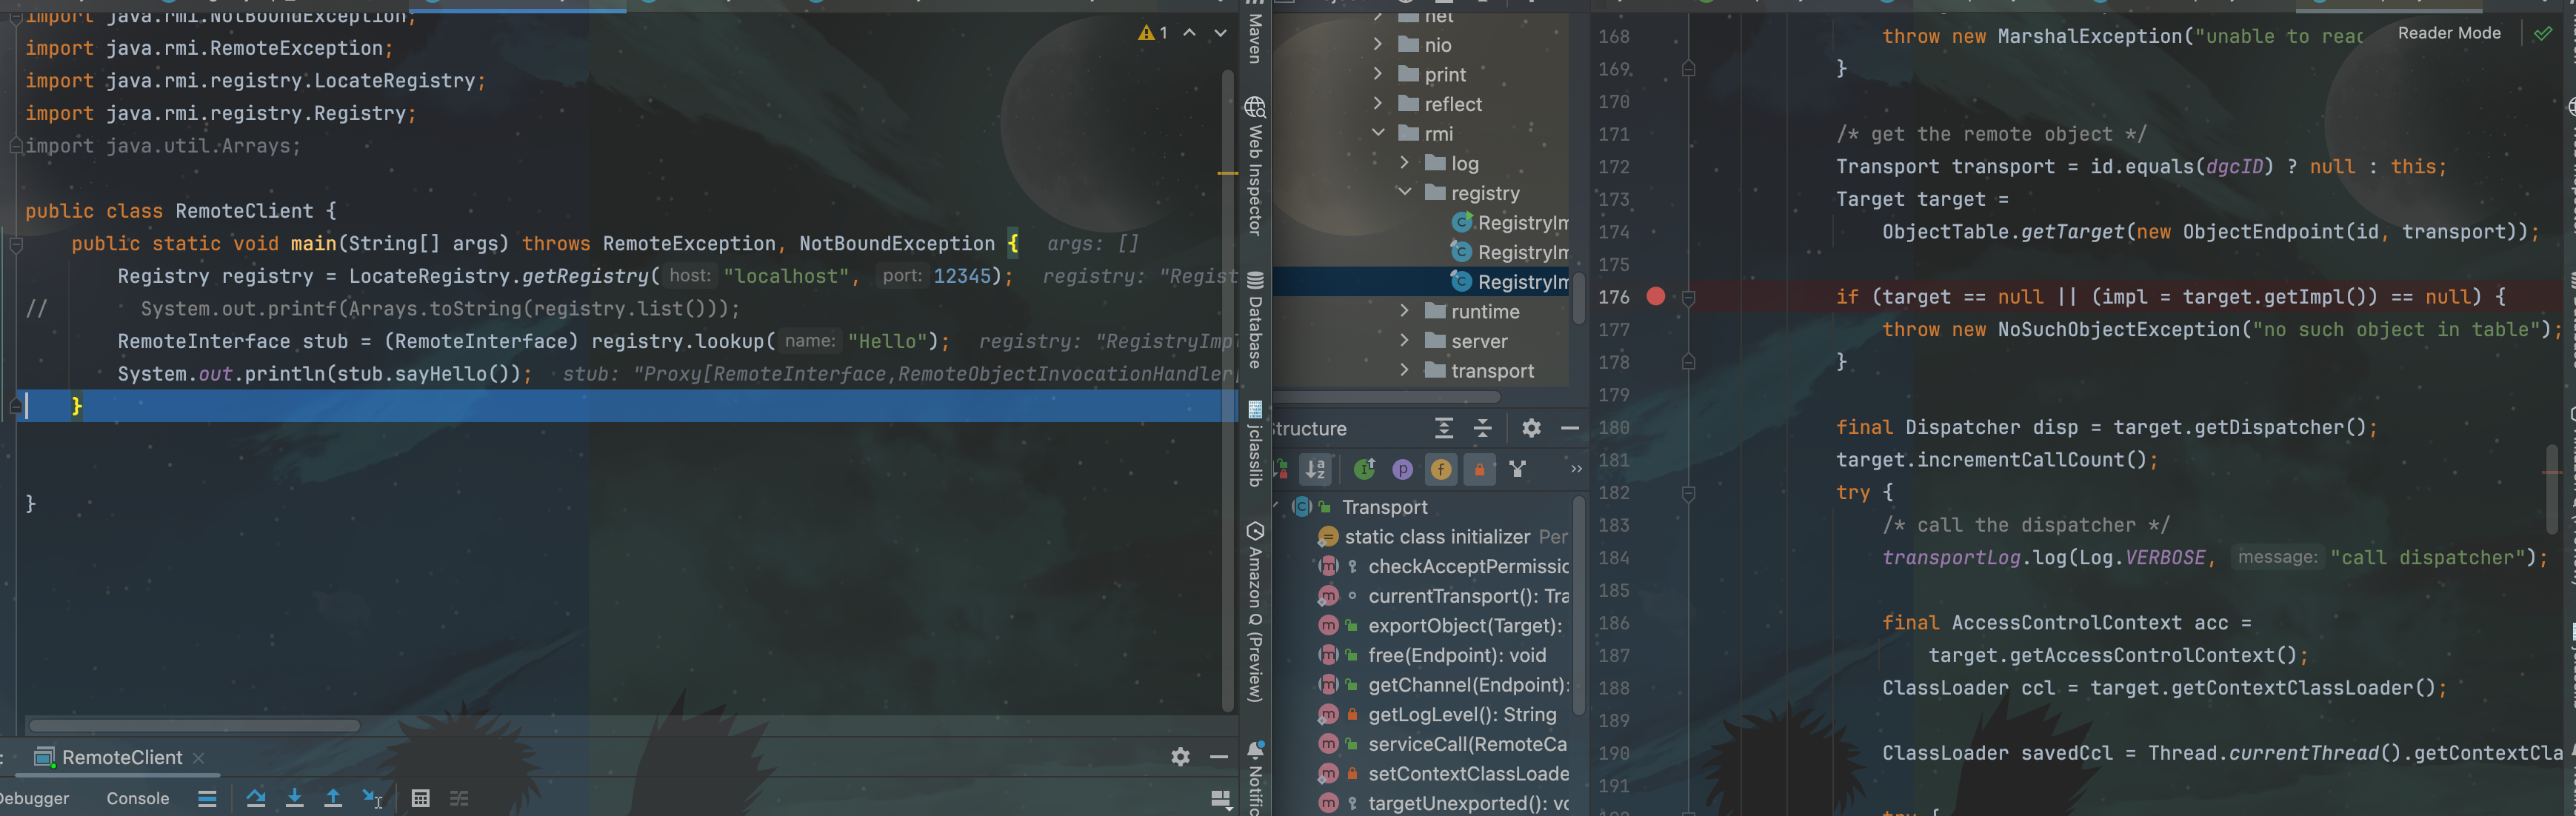 import java.rmi.NotBoundException;
import java.rmi.RemoteException;
import java.rmi.registry.LocateRegistry;
import java.rmi.registry.Registry;
import java.util.Arrays;
public class RemoteClient {
public static void main(String[] args) throws RemoteException, NotBoundException { args: []
Registry registry = LocateRegistry.getRegistry( host: "localhost", port: 12345); registry: "Regist
// System.out.printf(Arrays.toString(registry.list()));
RemoteInterface stub = (RemoteInterface) registry.lookup( name: "Hello"); registry: "RegistryImpl
System.out.println(stub.sayHello()); stub: "Proxy[RemoteInterface,RemoteObjectInvocationHandler[
}
}
1
RemoteClient
Debugger
Console
Maven
Web Inspector
Database
jclasslib
Amazon Q (Preview)
Notific
net
nio
print
reflect
rmi
log
registry
RegistryIm
RegistryIm
RegistryIm
runtime
server
transport
Structure
Transport
static class initializer Per
checkAcceptPermissic
currentTransport(): Tra
exportObject(Target):
free(Endpoint): void
getChannel(Endpoint):
getLogLevel(): String
serviceCall(RemoteCa
setContextClassLoade
targetUnexported(): vc
Reader Mode
168 throw new MarshalException("unable to read
169 }
170
171 /* get the remote object */
172 Transport transport = id.equals(dgcID) ? null : this;
173 Target target =
174 ObjectTable.getTarget(new ObjectEndpoint(id, transport));
175
176 if (target == null || (impl = target.getImpl()) == null) {
177 throw new NoSuchObjectException("no such object in table");
178 }
179
180 final Dispatcher disp = target.getDispatcher();
181 target.incrementCallCount();
182 try {
183 /* call the dispatcher */
184 transportLog.log(Log.VERBOSE, message: "call dispatcher");
185
186 final AccessControlContext acc =
187 target.getAccessControlContext();
188 ClassLoader ccl = target.getContextClassLoader();
189
190 ClassLoader savedCcl = Thread.currentThread().getContextCla
191
try {